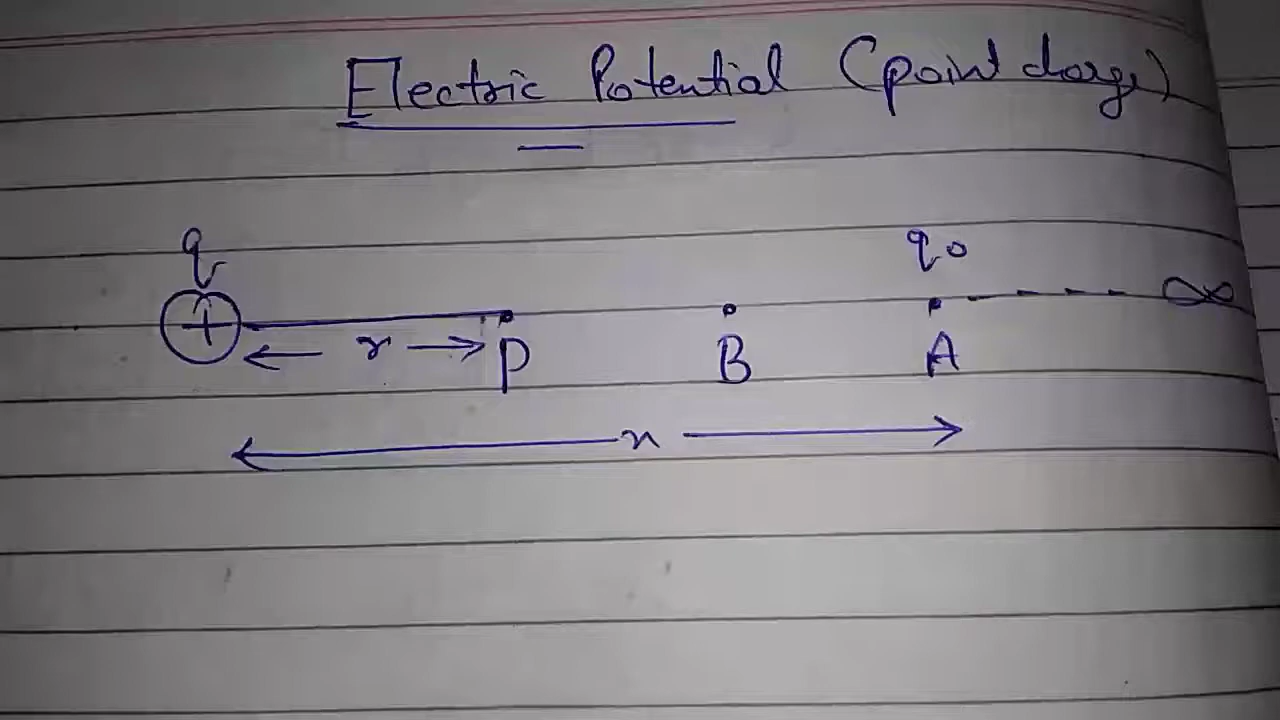 Electric Potential (point charge)
q
q₀
+
∞
r
P
B
A
x